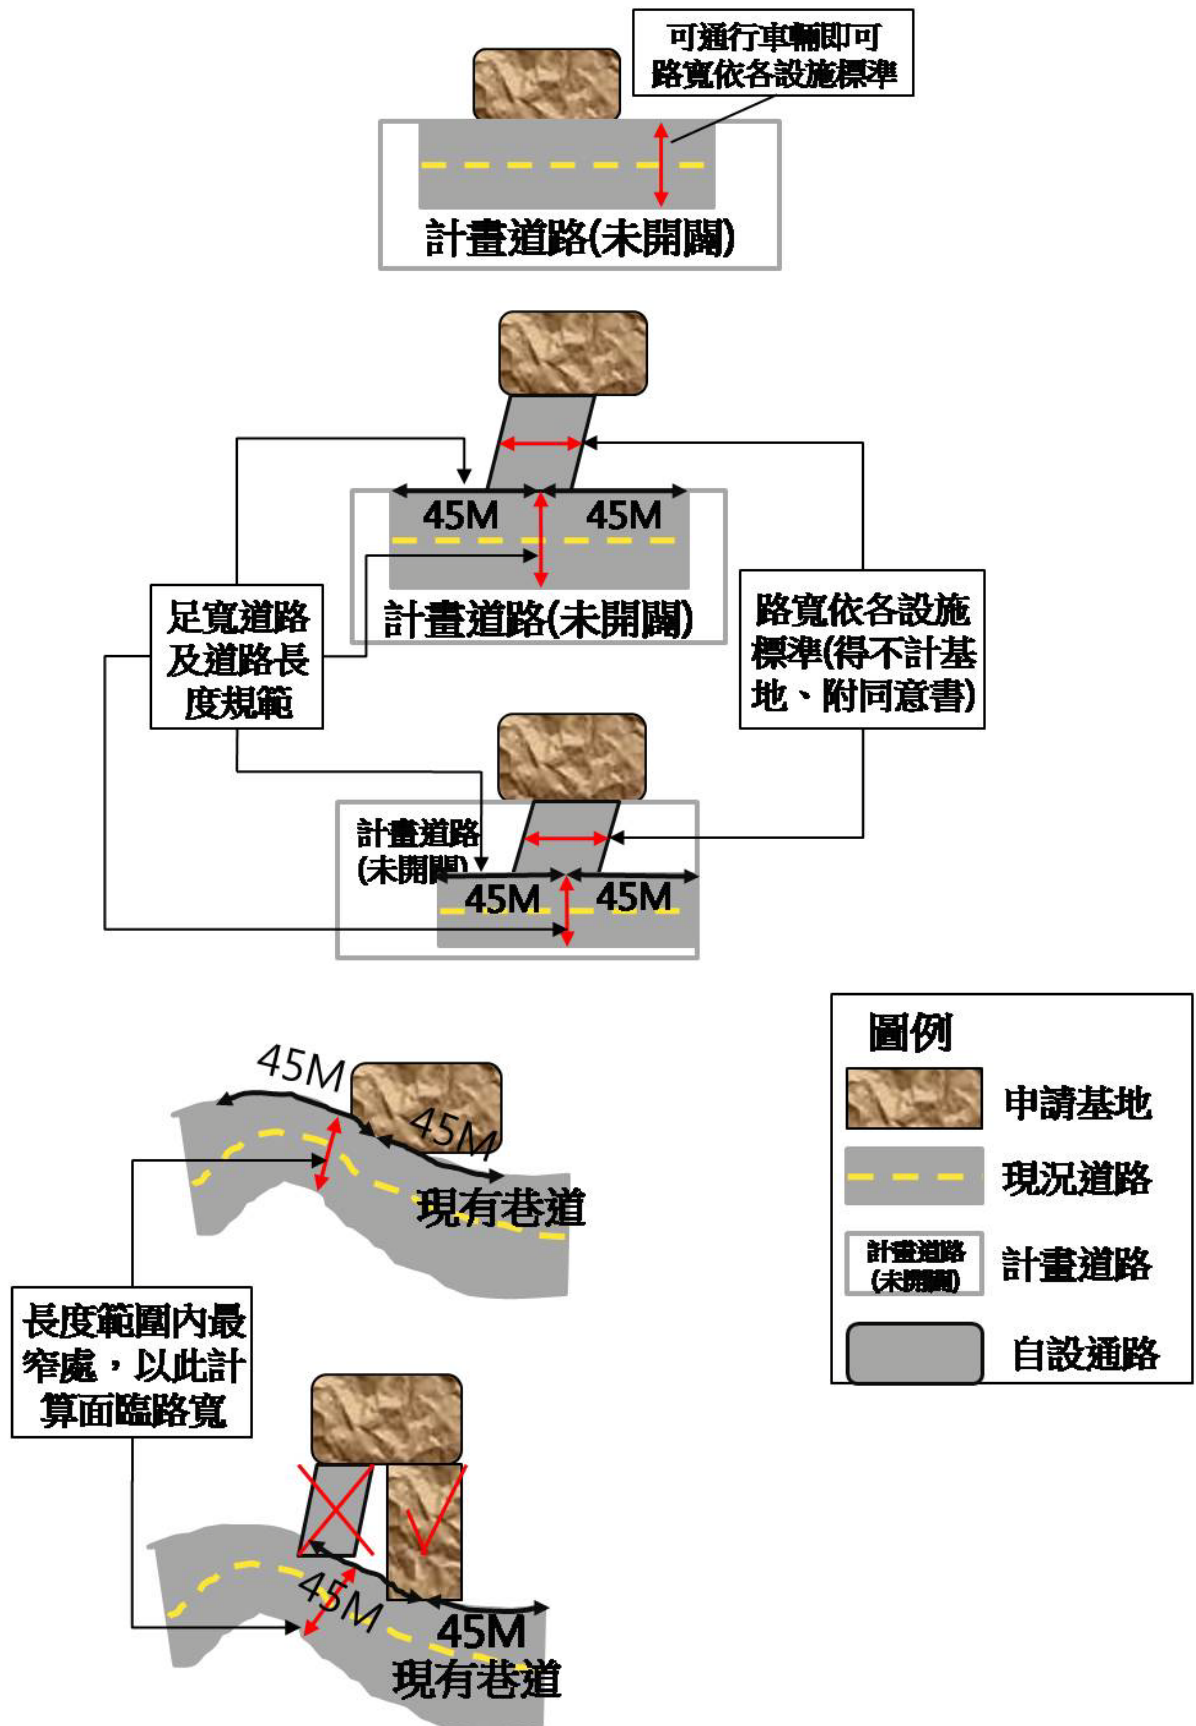 可通行車輛即可
路寬依各設施標準
計畫道路(未開闢)
45M
45M
計畫道路(未開闢)
足寬道路
及道路長
度規範
路寬依各設施
標準(得不計基
地、附同意書)
計畫道路
(未開闢)
45M
45M
45M
45M
現有巷道
長度範圍內最
窄處，以此計
算面臨路寬
45M
45M
現有巷道
圖例
申請基地
現況道路
計畫道路
(未開闢)
計畫道路
自設通路